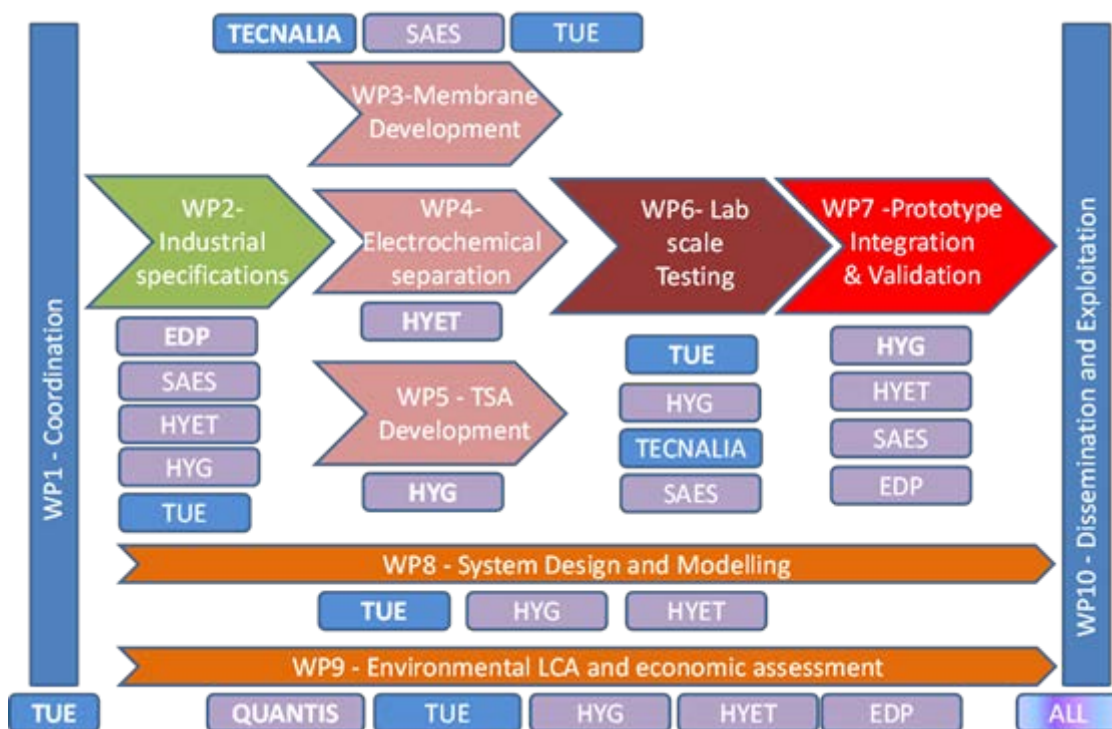 TECNALIA
SAES
TUE
WP3-Membrane
Development
WP1 - Coordination
WP2-
Industrial
specifications
EDP
SAES
HYET
HYG
TUE
WP4-
Electrochemical
separation
HYET
WP5 - TSA
Development
HYG
WP6- Lab
scale
Testing
TUE
HYG
TECNALIA
SAES
WP7 -Prototype
Integration
& Validation
HYG
HYET
SAES
EDP
WP8 - System Design and Modelling
TUE
HYG
HYET
WP9 - Environmental LCA and economic assessment
TUE
QUANTIS
TUE
HYG
HYET
EDP
WP10 - Dissemination and Exploitation
ALL